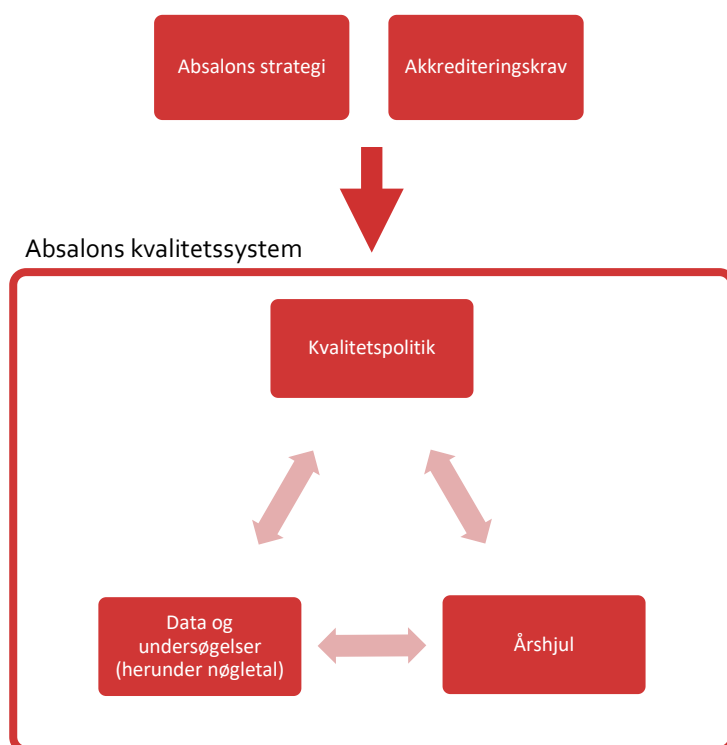 Absalons strategi
Akkrediteringskrav
Absalons kvalitetssystem
Kvalitetspolitik
Data og
undersøgelser
(herunder nøgletal)
Årshjul